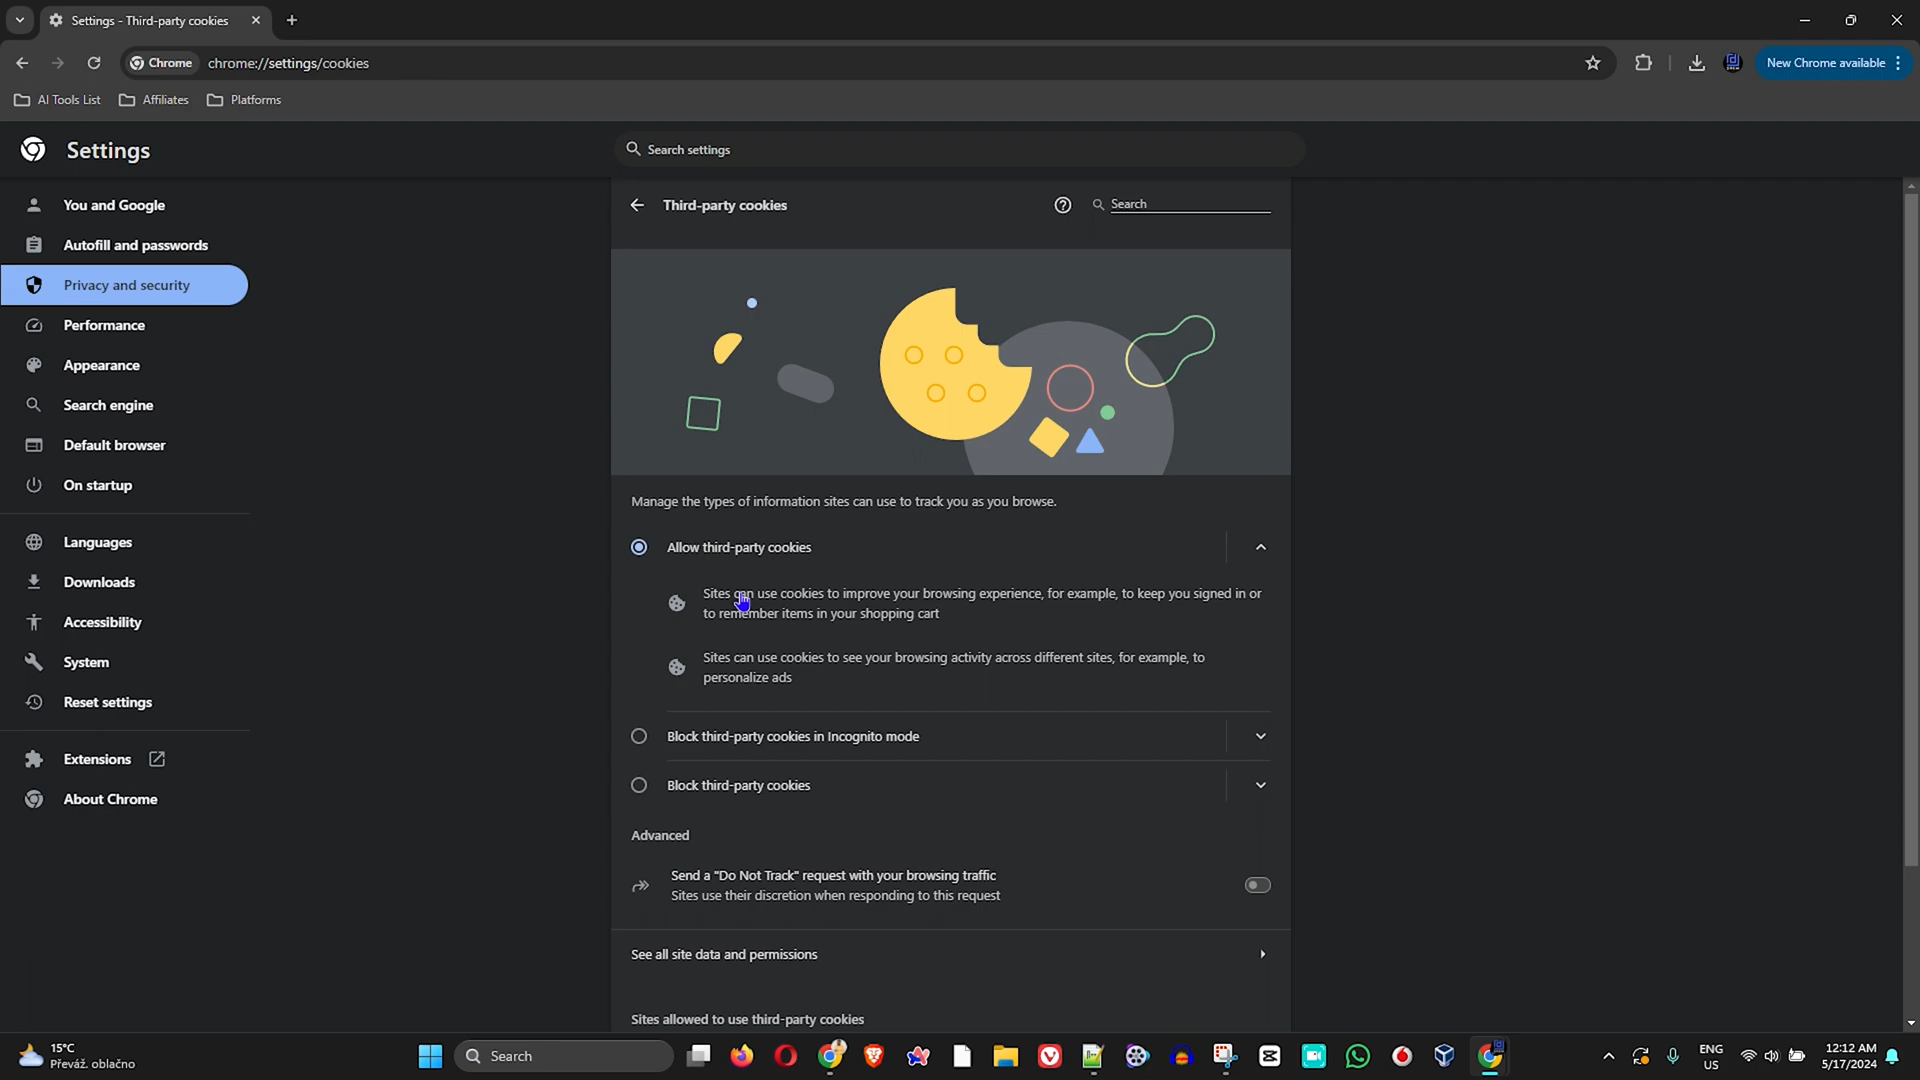 Settings - Third-party cookies
Chrome
chrome://settings/cookies
New Chrome available
AI Tools List
Affiliates
Platforms
Settings
Search settings
You and Google
Autofill and passwords
Privacy and security
Performance
Appearance
Search engine
Default browser
On startup
Languages
Downloads
Accessibility
System
Reset settings
Extensions
About Chrome
Third-party cookies
Search
Manage the types of information sites can use to track you as you browse.
Allow third-party cookies
Sites can use cookies to improve your browsing experience, for example, to keep you signed in or
to remember items in your shopping cart
Sites can use cookies to see your browsing activity across different sites, for example, to
personalize ads
Block third-party cookies in Incognito mode
Block third-party cookies
Advanced
Send a "Do Not Track" request with your browsing traffic
Sites use their discretion when responding to this request
See all site data and permissions
Sites allowed to use third-party cookies
15°C
Převáž. oblačno
Search
ENG
US
12:12 AM
5/17/2024